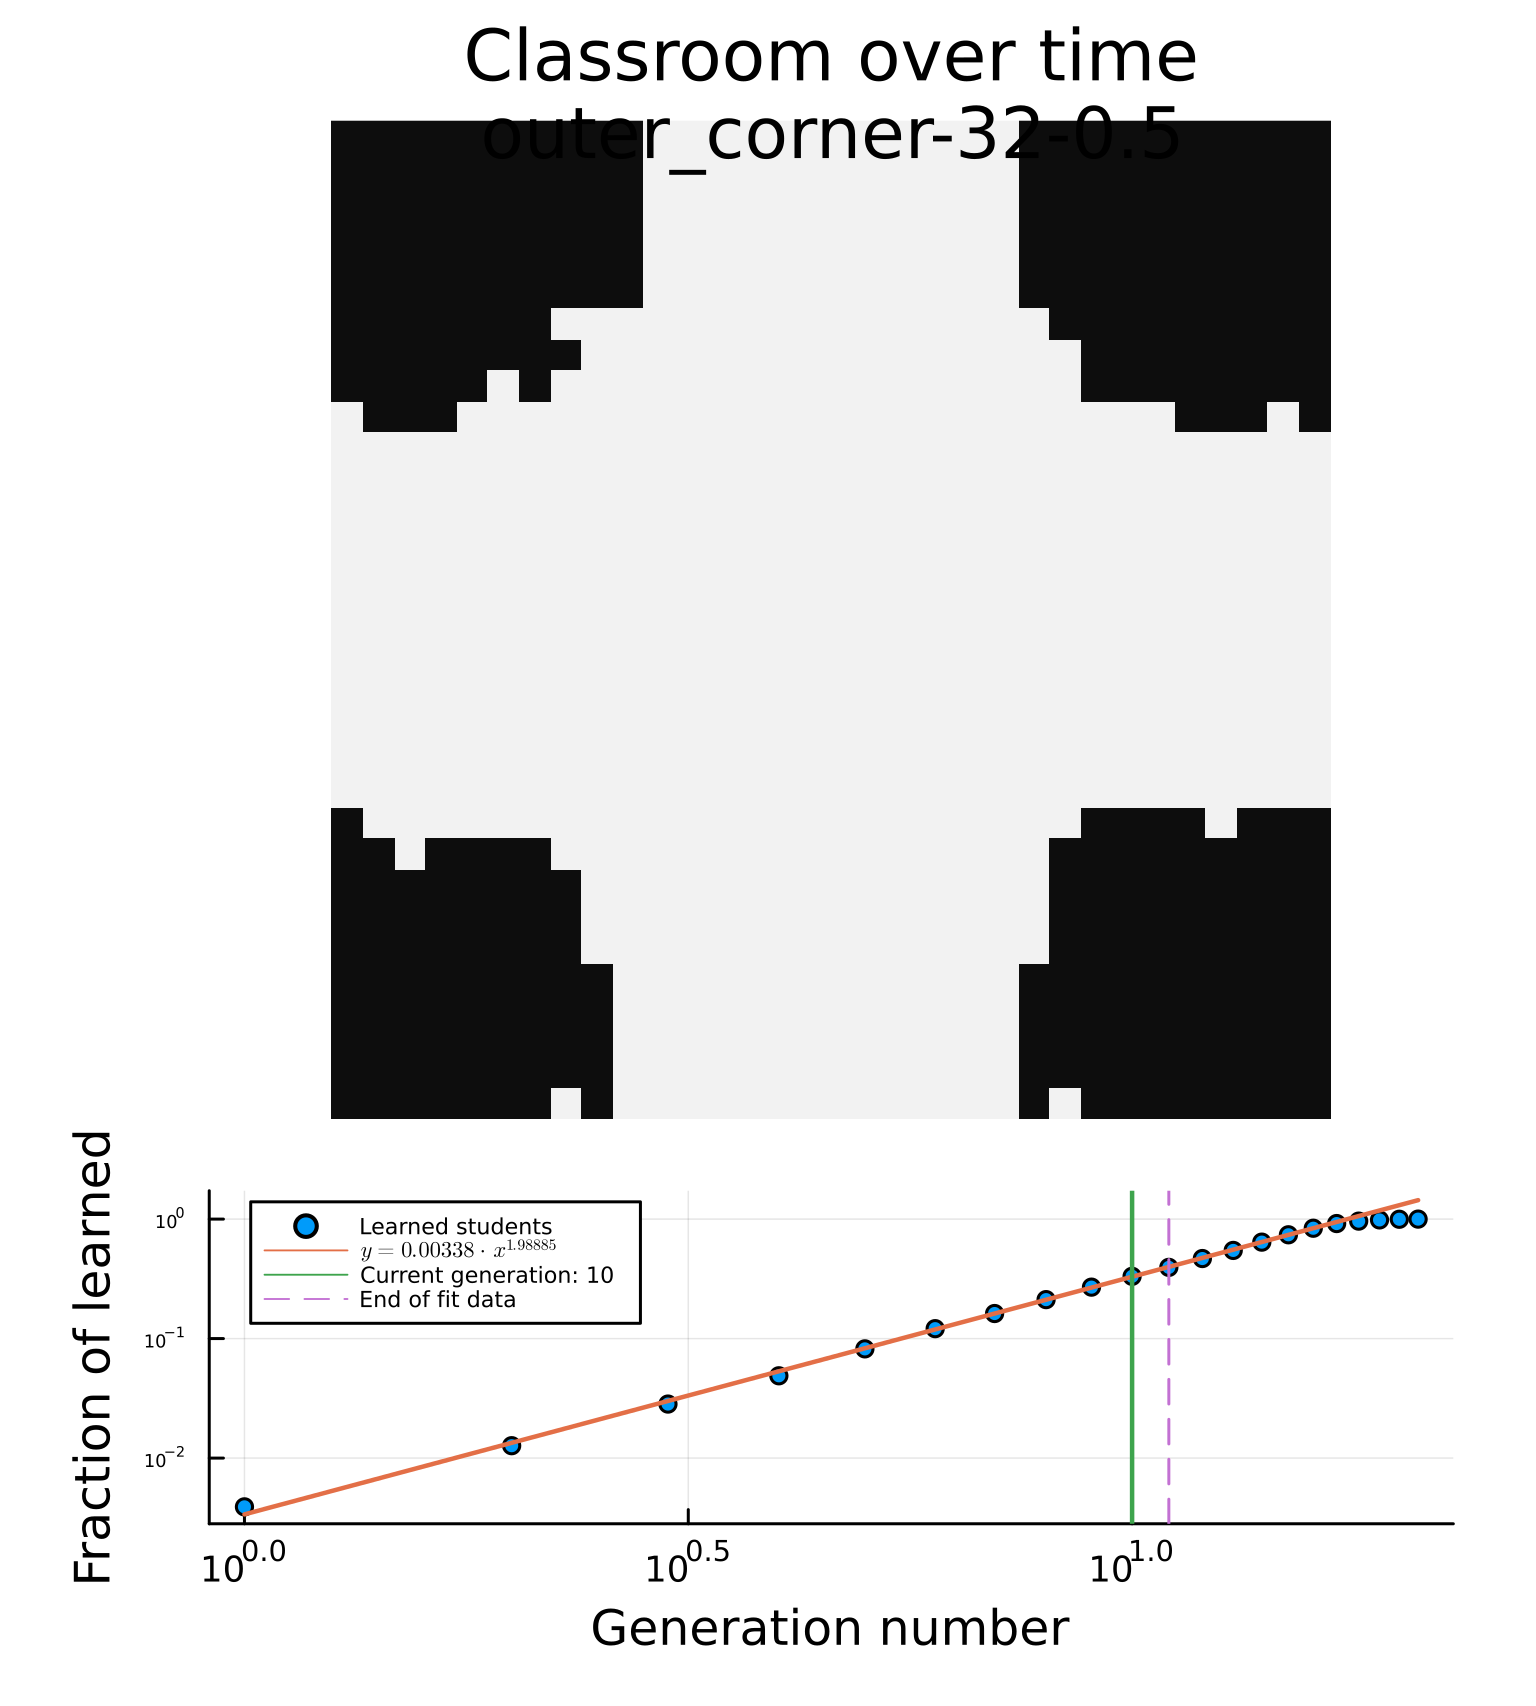 Classroom over time
outer_corner-32-0.5
Fraction of learned
10^0
10^−1
10^−2
Learned students
y = 0.00338 · x^1.98885
Current generation: 10
End of fit data
10^0.0
10^0.5
10^1.0
Generation number